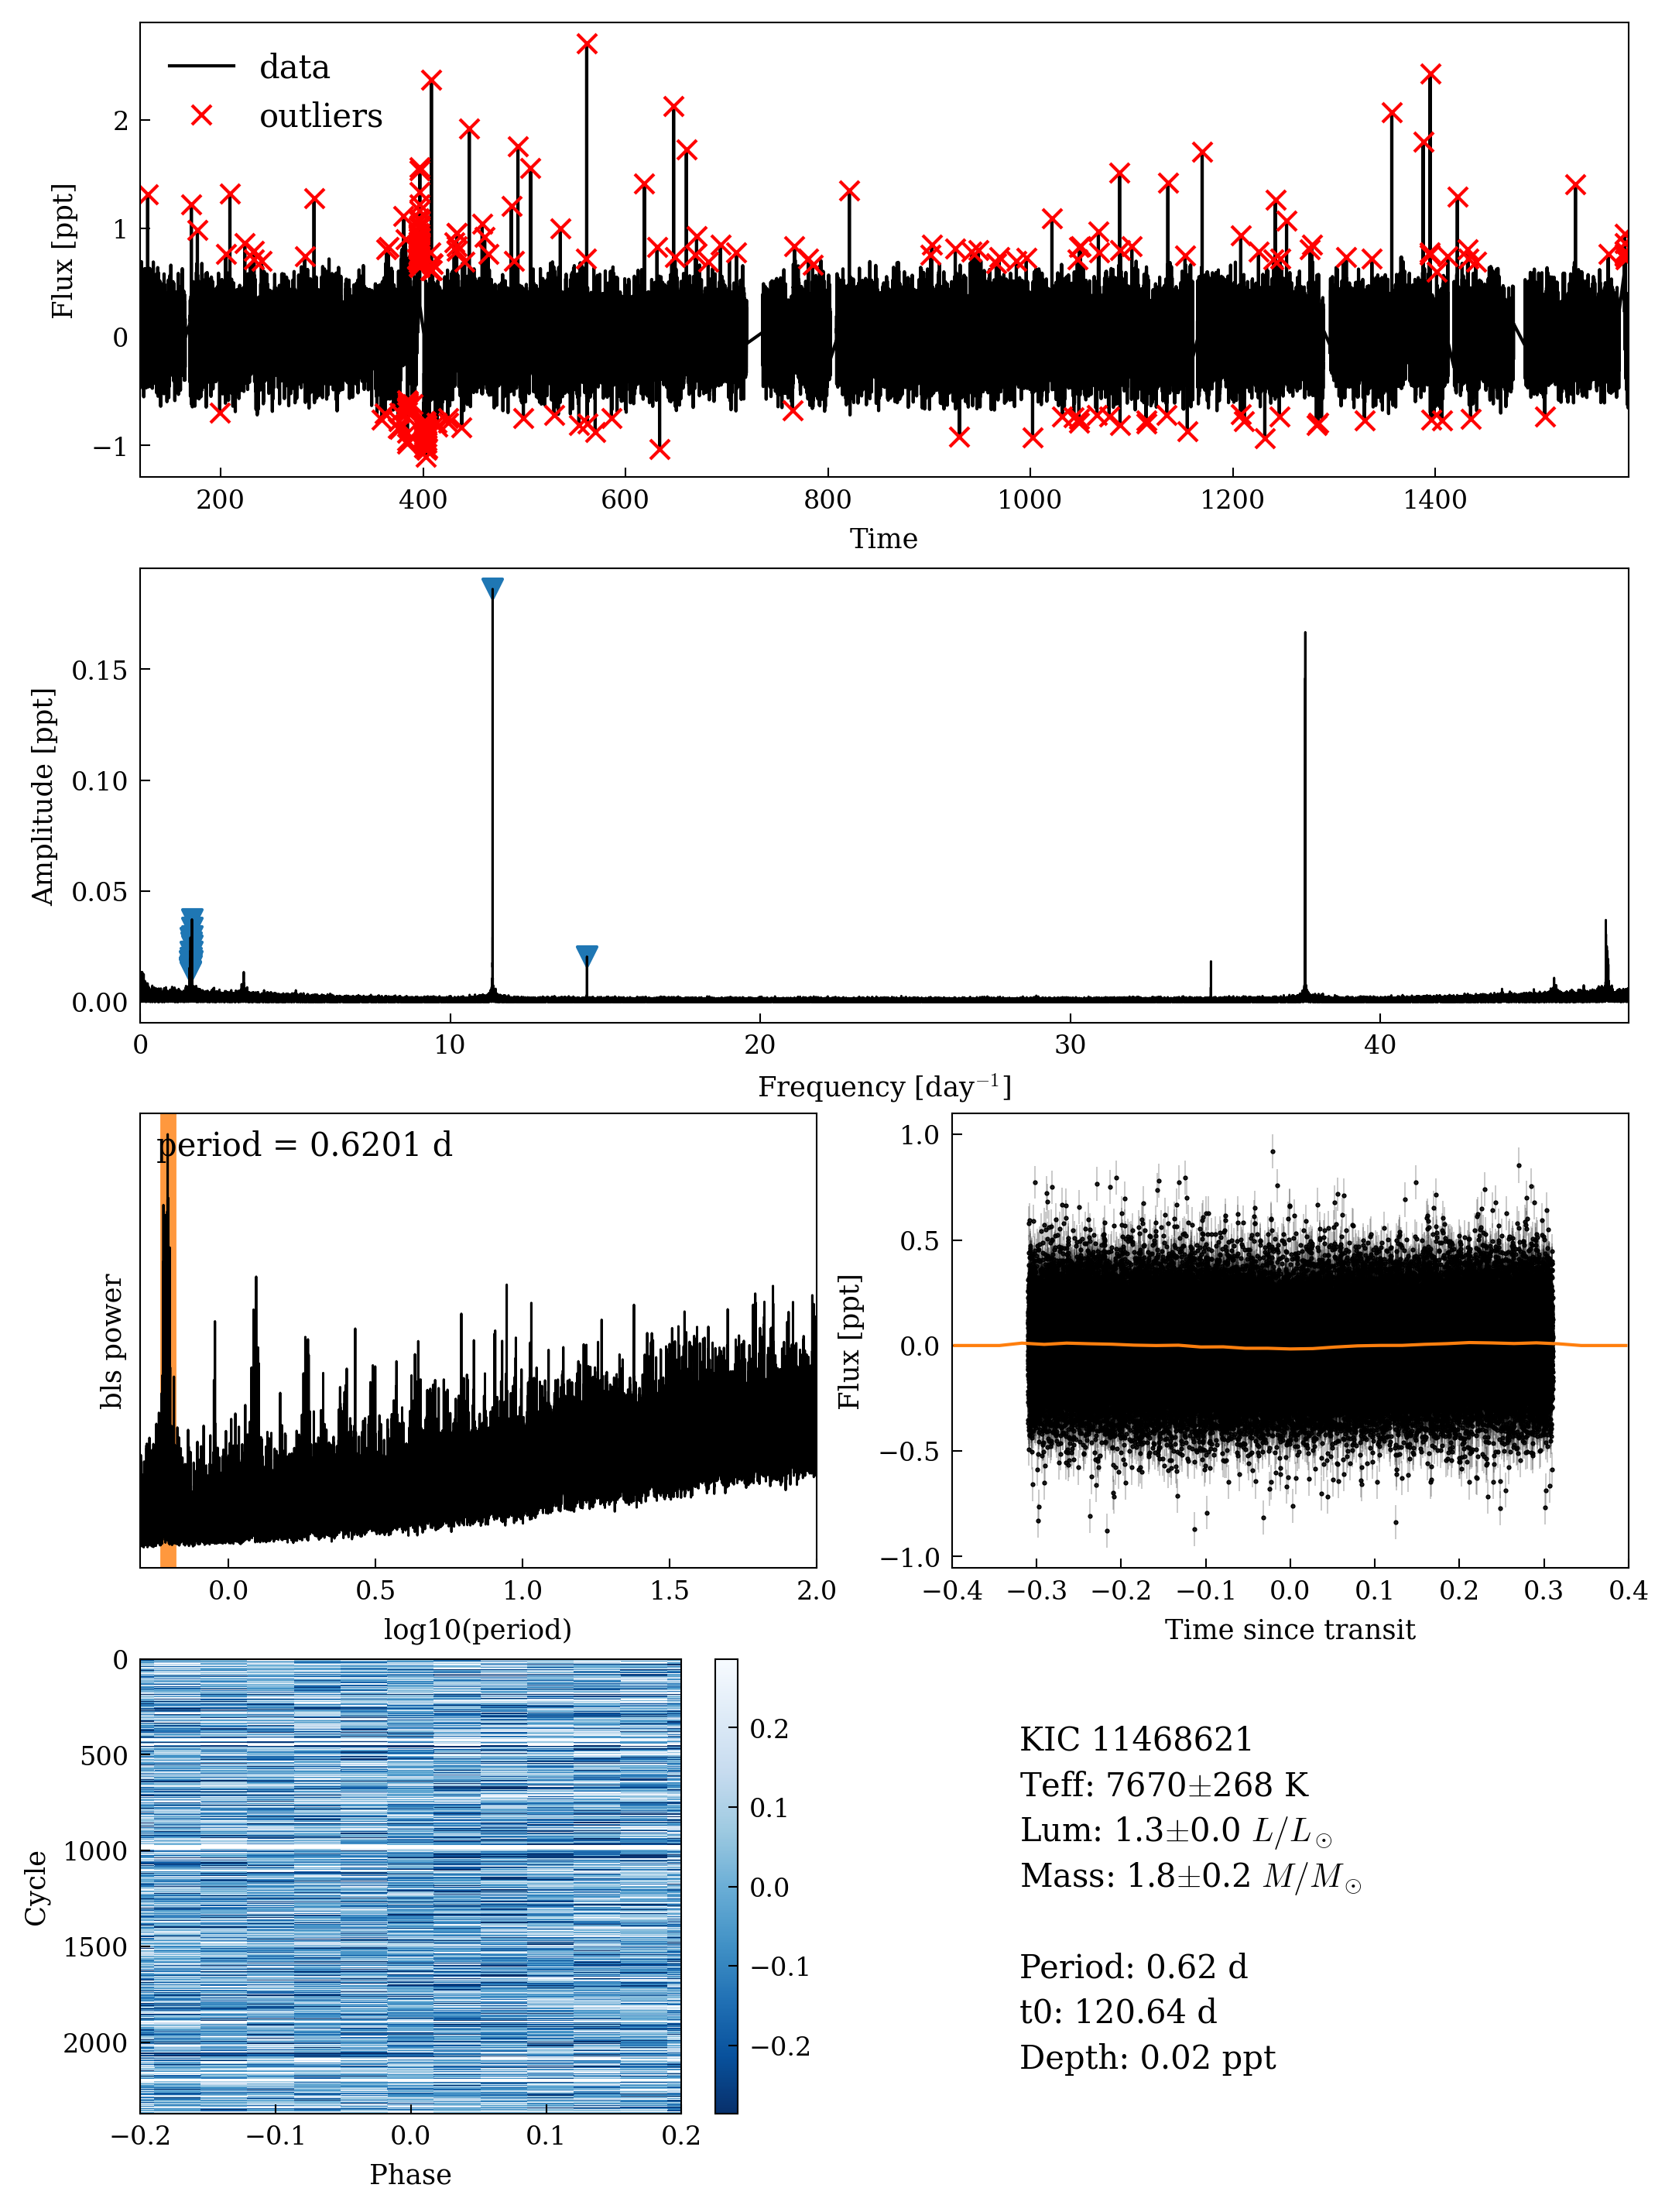 data
outliers
2
1
0
−1
Flux [ppt]
200 400 600 800 1000 1200 1400
Time
0.15
0.10
0.05
0.00
Amplitude [ppt]
0 10 20 30 40
Frequency [day⁻¹]
period = 0.6201 d
bls power
0.0 0.5 1.0 1.5 2.0
log10(period)
1.0
0.5
0.0
−0.5
−1.0
Flux [ppt]
−0.4 −0.3 −0.2 −0.1 0.0 0.1 0.2 0.3 0.4
Time since transit
0
500
1000
1500
2000
Cycle
−0.2 −0.1 0.0 0.1 0.2
Phase
0.2
0.1
0.0
−0.1
−0.2
KIC 11468621
Teff: 7670±268 K
Lum: 1.3±0.0 L/L⊙
Mass: 1.8±0.2 M/M⊙
Period: 0.62 d
t0: 120.64 d
Depth: 0.02 ppt